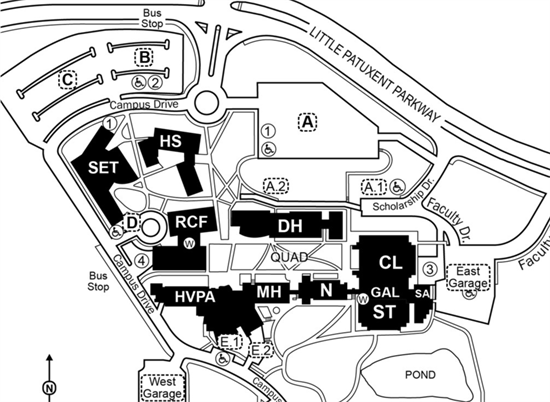 Bus
Stop
LITTLE PATUXENT PARKWAY
B
C
2
Campus Drive
A
1
1
HS
SET
A.2
A.1
Scholarship Dr.
Faculty Dr.
Faculty
D
RCF
DH
W
QUAD
CL
4
3
East
Garage
Bus
Stop
Campus Drive
HVPA
MH
N
W
GAL
SA
ST
E.1
E.2
N
West
Garage
Campus
POND